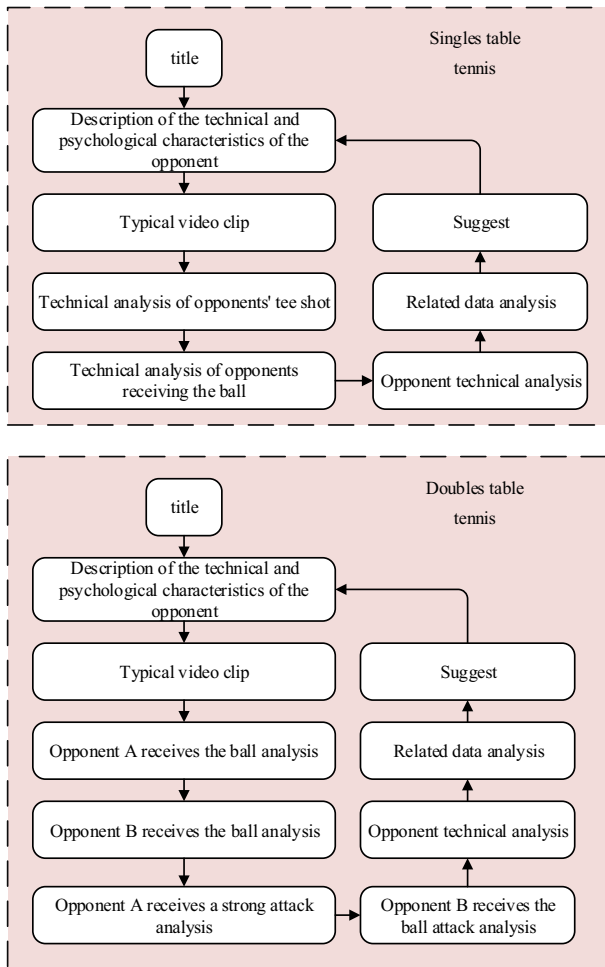 Singles table
tennis
title
Description of the technical and
psychological characteristics of the
opponent
Typical video clip
Suggest
Technical analysis of opponents' tee shot
Related data analysis
Technical analysis of opponents
receiving the ball
Opponent technical analysis
Doubles table
tennis
title
Description of the technical and
psychological characteristics of the
opponent
Typical video clip
Suggest
Opponent A receives the ball analysis
Related data analysis
Opponent B receives the ball analysis
Opponent technical analysis
Opponent A receives a strong attack
analysis
Opponent B receives the
ball attack analysis